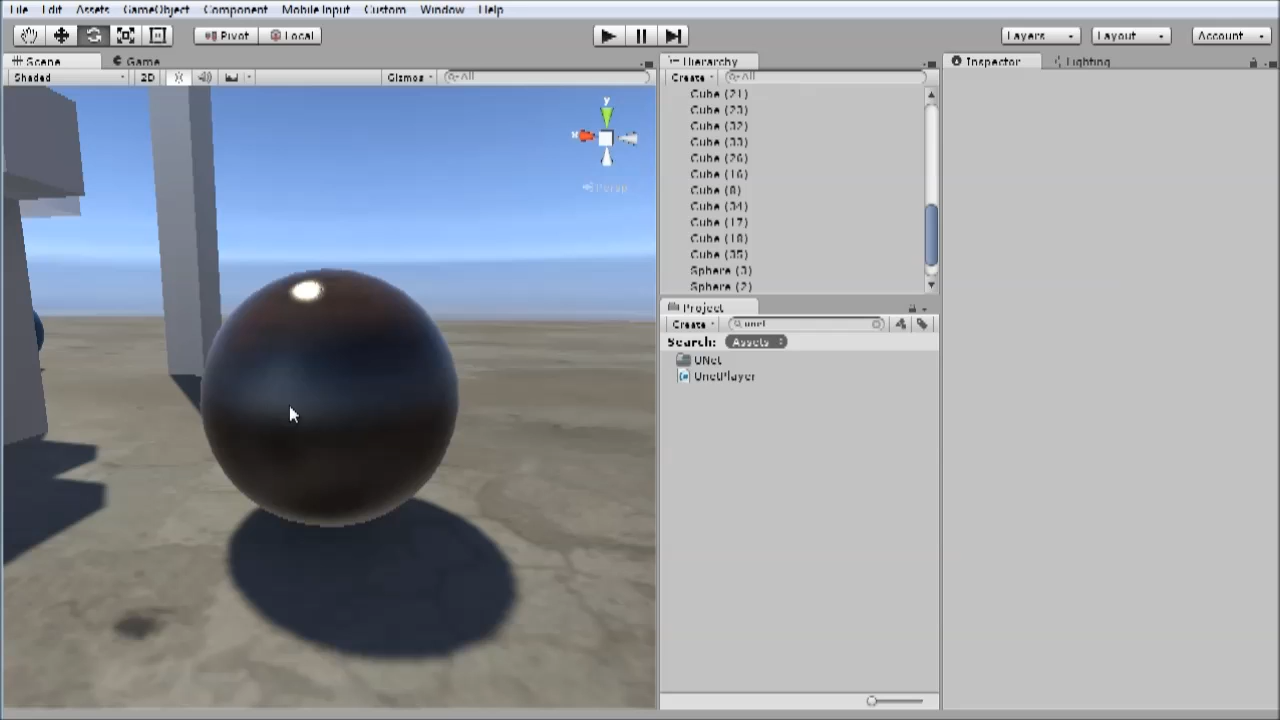 File Edit Assets GameObject Component Mobile Input Custom Window Help
Pivot Local Layers Layout Account
Scene Game Hierarchy Inspector Lighting
Shaded 2D Gizmos All Create All
Cube (21)
Cube (23)
Cube (32)
Cube (33)
Cube (26)
Cube (16)
Cube (8)
Cube (34)
Cube (17)
Cube (18)
Cube (35)
Sphere (3)
Sphere (2)
y
x
Persp
Project
Create unet
Search: Assets
UNet
UnetPlayer